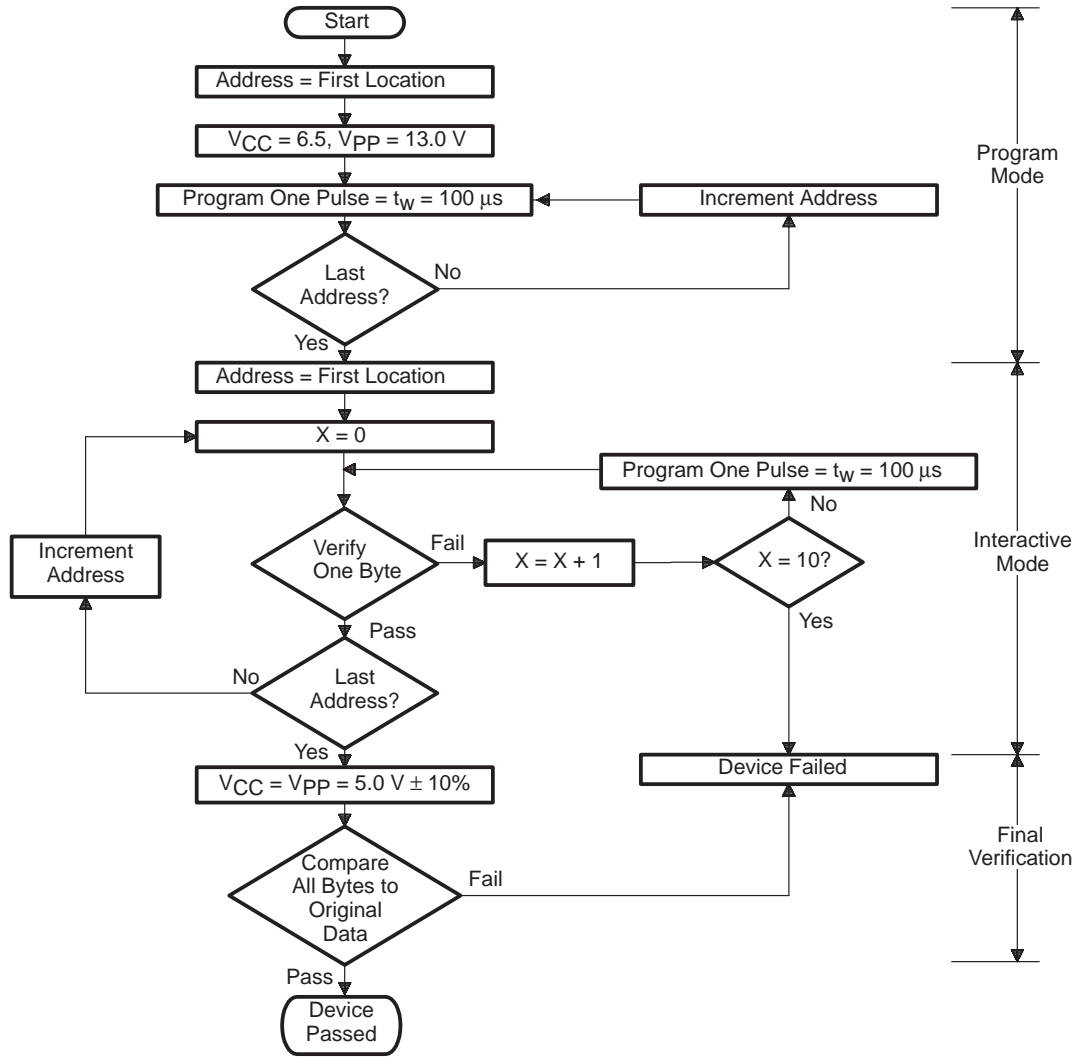 Start
Address = First Location
VCC = 6.5, VPP = 13.0 V
Program
Mode
Program One Pulse = tW = 100 µs
Increment Address
Last
Address?
No
Yes
Address = First Location
X = 0
Program One Pulse = tW = 100 µs
No
Increment
Address
Verify
One Byte
Fail
X = X + 1
X = 10?
Interactive
Mode
Yes
Pass
No
Last
Address?
Yes
VCC = VPP = 5.0 V ± 10%
Device Failed
Final
Verification
Compare
All Bytes to
Original
Data
Fail
Pass
Device
Passed